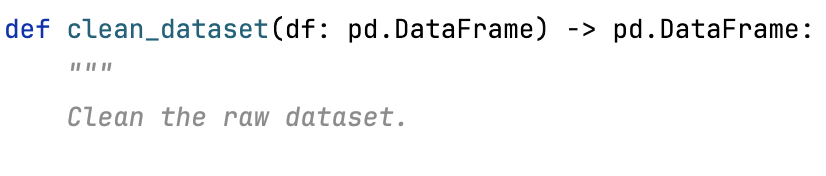 def clean_dataset(df: pd.DataFrame) -> pd.DataFrame:
    """
    Clean the raw dataset.